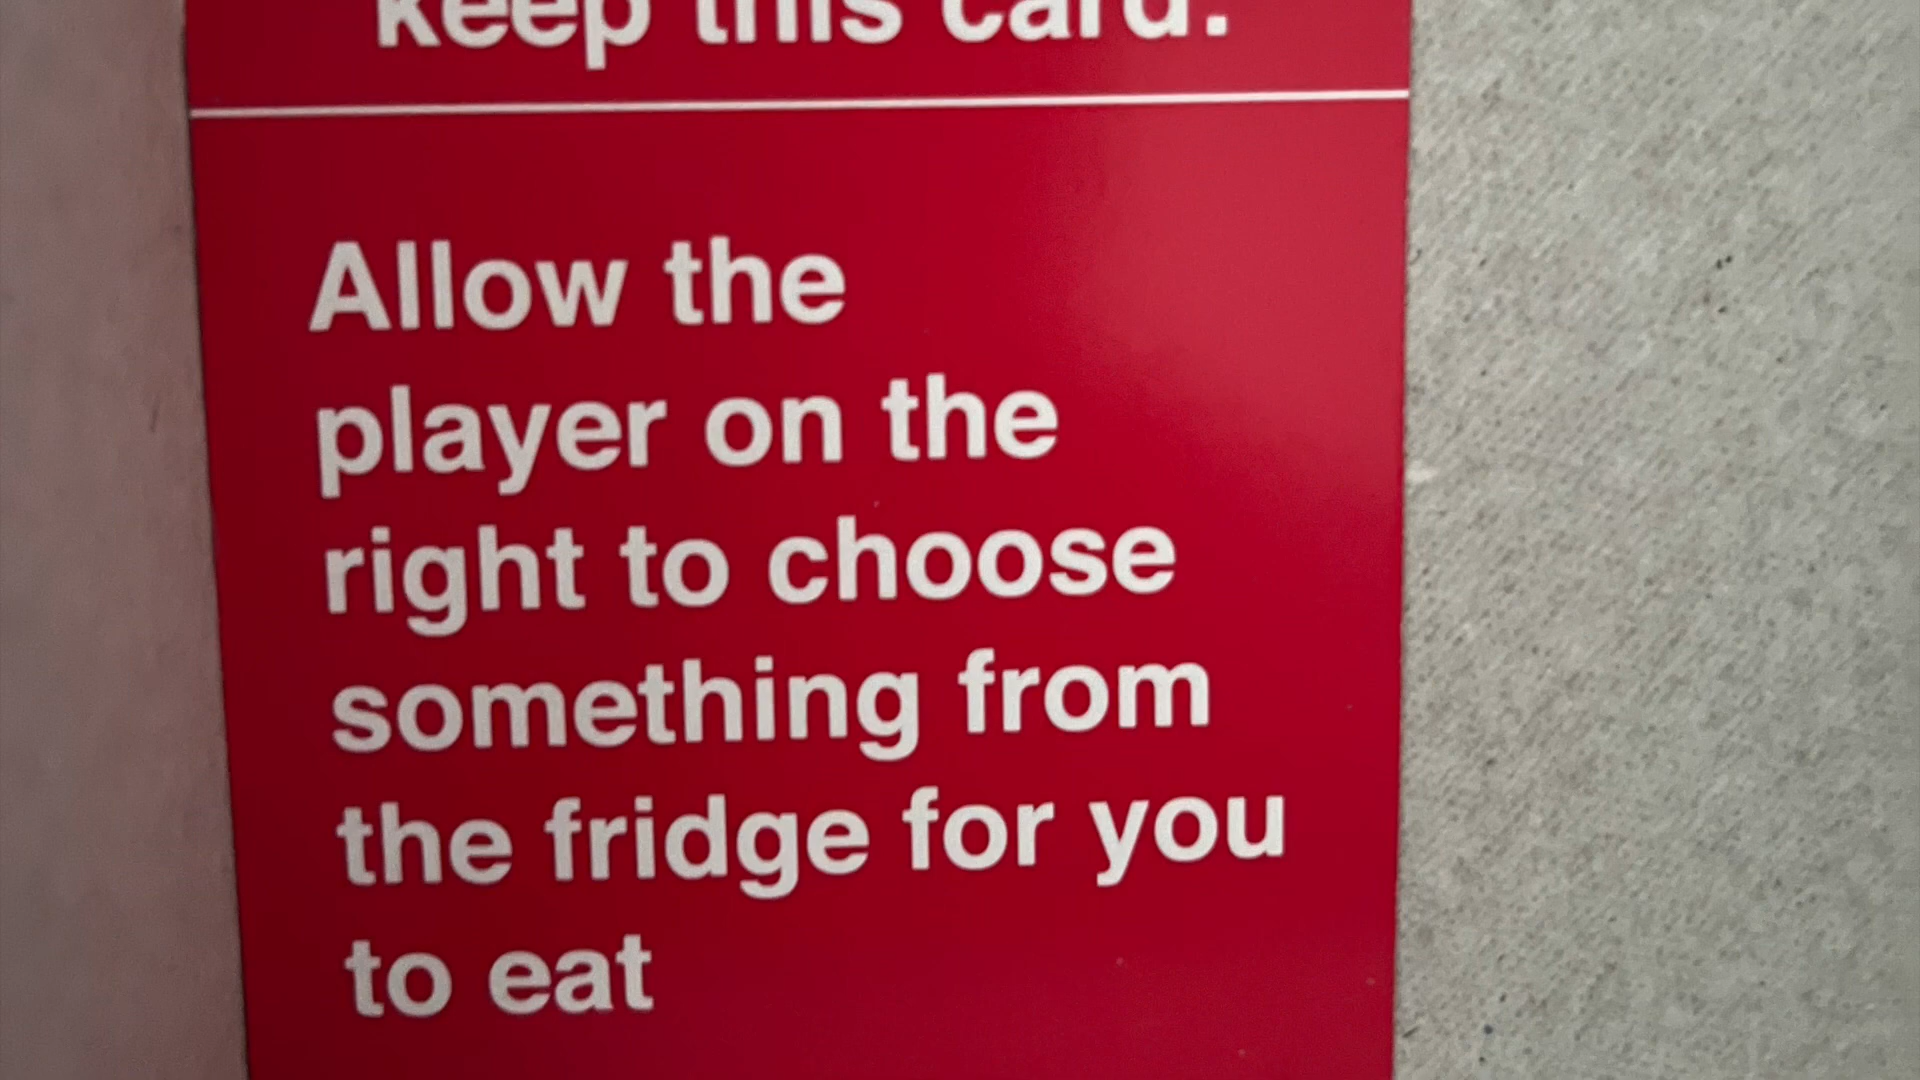 keep this card.
Allow the
player on the
right to choose
something from
the fridge for you
to eat